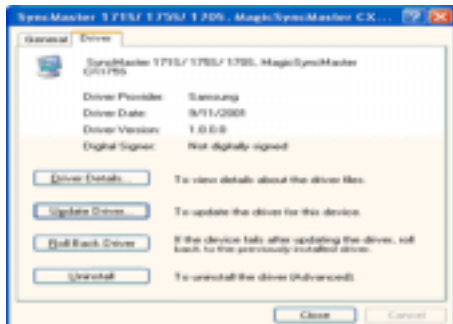 SyncMaster 171S/ 175S/ 170S, MagicSyncMaster CX...
General
Driver
SyncMaster 171S/ 175S/ 170S, MagicSyncMaster
Driver Provider: Samsung
Driver Date: 9/11/2001
Driver Version: 1.0.0.0
Digital Signer: Not digitally signed
Driver Details... To view details about the driver files.
Update Driver... To update the driver for this device.
Roll Back Driver If the device fails after updating the driver, roll
back to the previously installed driver.
Uninstall To uninstall the driver (Advanced).
Close Cancel